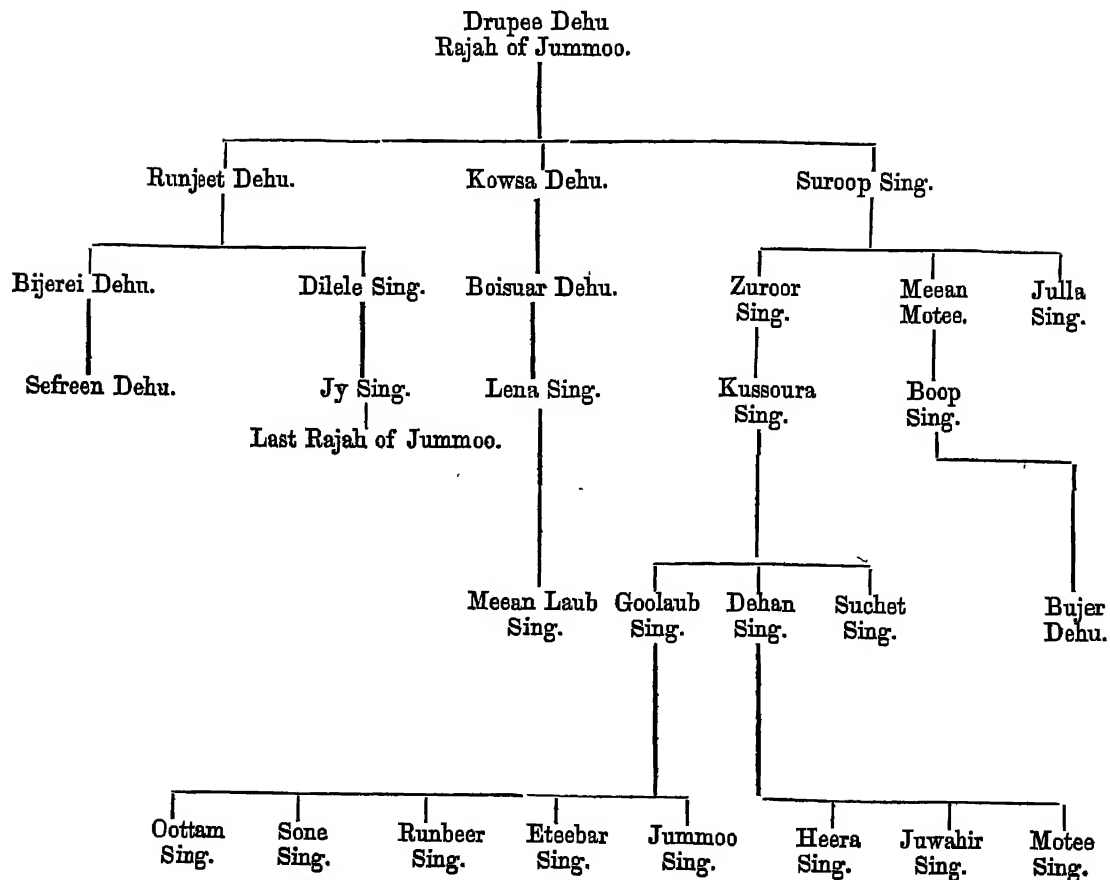 Drupee Dehu
Rajah of Jummoo.
Runjeet Dehu.
Kowsa Dehu.
Suroop Sing.
Bijerei Dehu.
Dilele Sing.
Boisuar Dehu.
Zuroor
Sing.
Meean
Motee.
Julla
Sing.
Sefreen Dehu.
Jy Sing.
Last Rajah of Jummoo.
Lena Sing.
Kussoura
Sing.
Boop
Sing.
Meean Laub
Sing.
Goolaub
Sing.
Dehan
Sing.
Suchet
Sing.
Bujer
Dehu.
Oottam
Sing.
Sone
Sing.
Runbeer
Sing.
Eteebar
Sing.
Jummoo
Sing.
Heera
Sing.
Juwahir
Sing.
Motee
Sing.